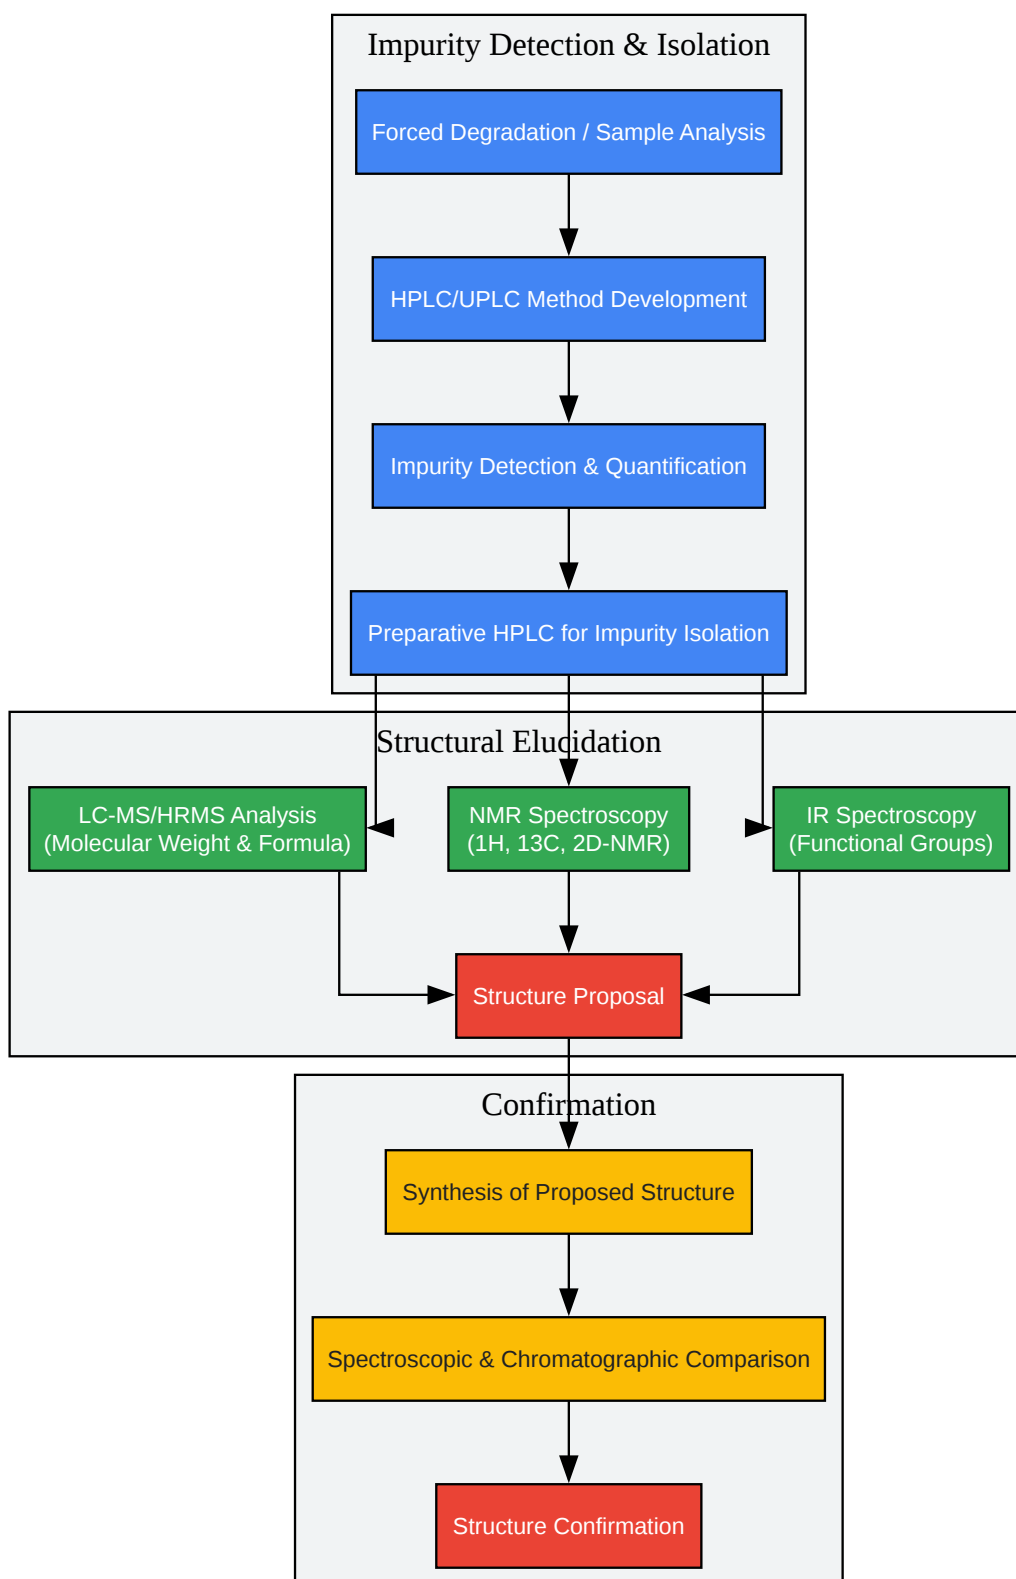 Impurity Detection & Isolation
Forced Degradation / Sample Analysis
HPLC/UPLC Method Development
Impurity Detection & Quantification
Preparative HPLC for Impurity Isolation
Structural Elucidation
LC-MS/HRMS Analysis
(Molecular Weight & Formula)
NMR Spectroscopy
(1H, 13C, 2D-NMR)
IR Spectroscopy
(Functional Groups)
Structure Proposal
Confirmation
Synthesis of Proposed Structure
Spectroscopic & Chromatographic Comparison
Structure Confirmation